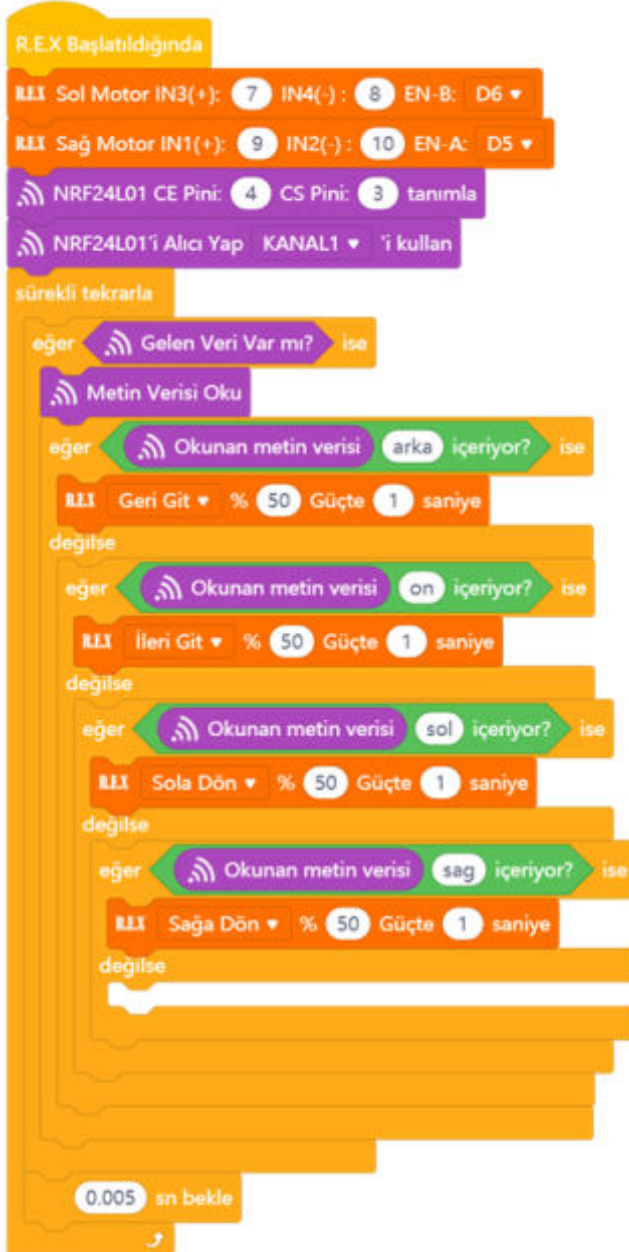 R.E.X Başlatıldığında
R.E.X Sol Motor IN3(+): 7 IN4(-) : 8 EN-B: D6
R.E.X Sağ Motor IN1(+): 9 IN2(-) : 10 EN-A: D5
NRF24L01 CE Pini: 4 CS Pini: 3 tanımla
NRF24L01'i Alıcı Yap KANAL1 'i kullan
sürekli tekrarla
eğer Gelen Veri Var mı? ise
Metin Verisi Oku
eğer Okunan metin verisi arka içeriyor? ise
R.E.X Geri Git % 50 Güçte 1 saniye
değilse
eğer Okunan metin verisi on içeriyor? ise
R.E.X İleri Git % 50 Güçte 1 saniye
değilse
eğer Okunan metin verisi sol içeriyor? ise
R.E.X Sola Dön % 50 Güçte 1 saniye
değilse
eğer Okunan metin verisi sag içeriyor? ise
R.E.X Sağa Dön % 50 Güçte 1 saniye
değilse
0.005 sn bekle